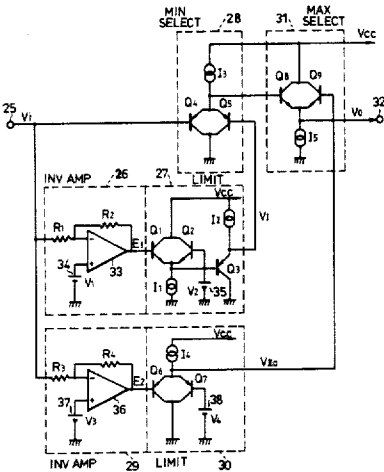 MIN SELECT 28
31 MAX SELECT
Vcc
I3
Q8 Q9
25
Vi
Q4 Q5
Vo 32
I5
INV AMP 26
27 LIMIT
Vcc
R2
I2
R1
E1
Q1 Q2
VI
34
33
Q3
V1
I1
V2 35
Vcc
R4
I4
R3
E2
Q6 Q7
37
36
38
V3
V4
INV AMP 29
LIMIT 30